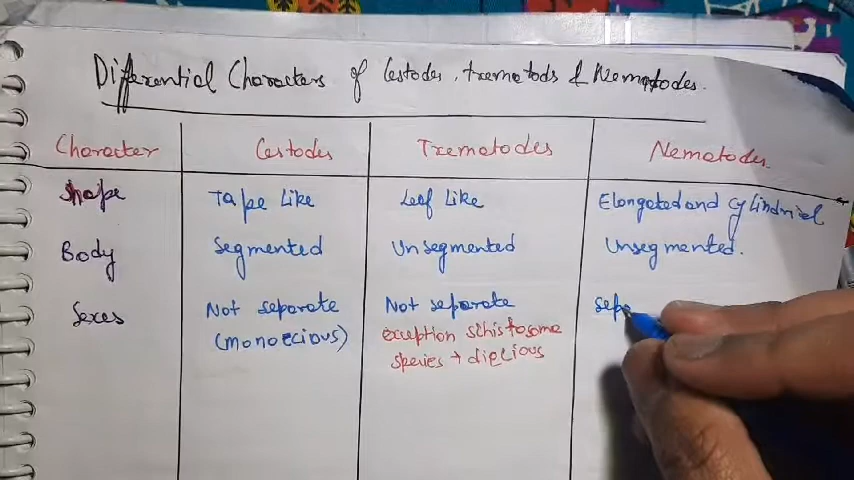 Differential Characters of Cestodes, trematods & Nematodes.
Character Cestodes Trematodes Nematodes.
Shape Tape Like Leaf Like Elongated and cylindrical
Body Segmented Unsegmented Unsegmented.
Sexes Not separate Not separate Sepa
(monoecious) exception schistosome
species → diecious